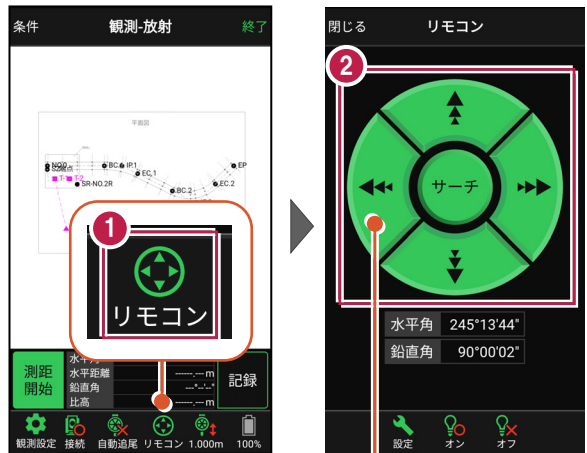 条件 観測-放射 終了
平面図
BC.1 IP.1
EP
EC.1
T-1 T-2
SR-NO.2R
BC.2
EC.2
1
リモコン
測距開始
水平距離 ------.--- m
鉛直角 ---°--'--"
比高 ------.--- m
記録
観測設定 接続 自動追尾 リモコン 1.000m 100%
閉じる リモコン
2
サーチ
水平角 245°13'44"
鉛直角 90°00'02"
設定 オン オフ